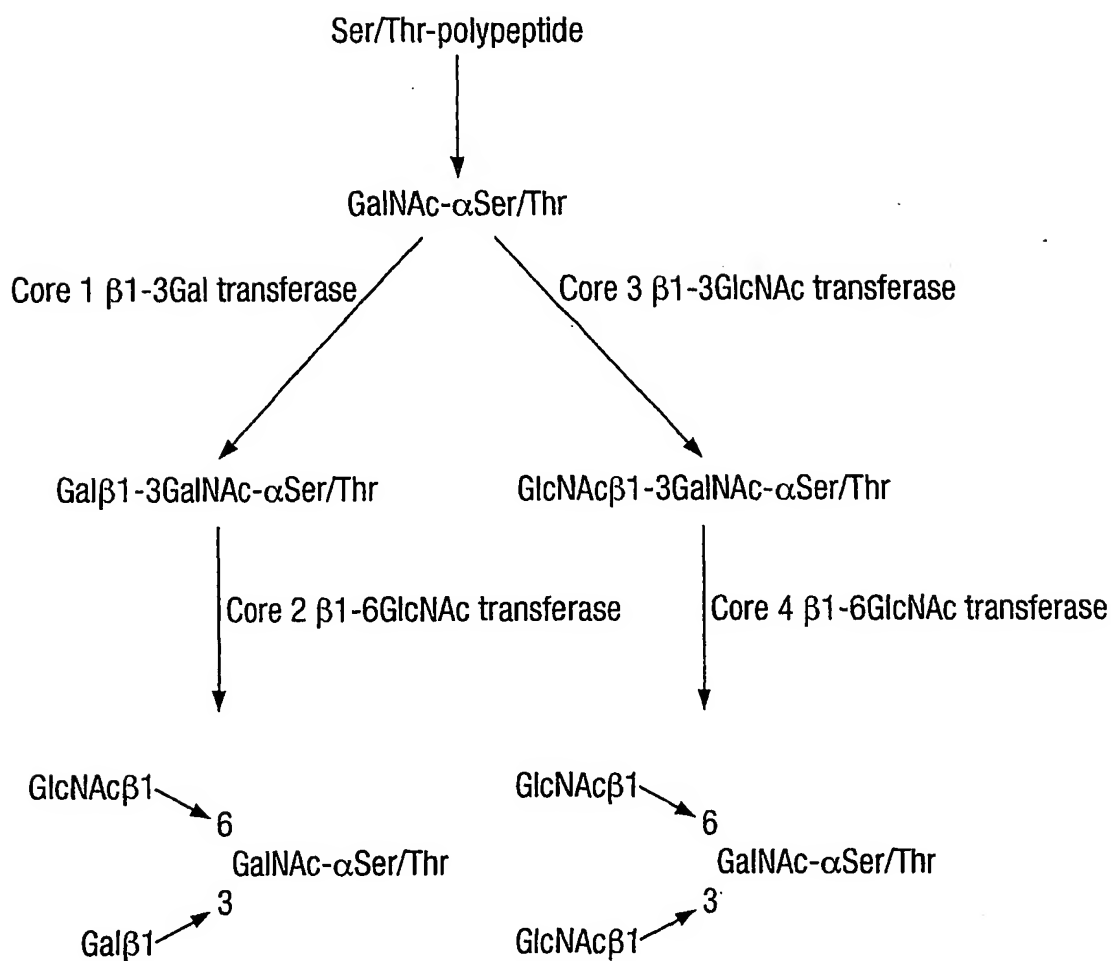 Ser/Thr-polypeptide
GalNAc-αSer/Thr
Core 1 β1-3Gal transferase
Core 3 β1-3GlcNAc transferase
Galβ1-3GalNAc-αSer/Thr
GlcNAcβ1-3GalNAc-αSer/Thr
Core 2 β1-6GlcNAc transferase
Core 4 β1-6GlcNAc transferase
GlcNAcβ1
6
GalNAc-αSer/Thr
3
Galβ1
GlcNAcβ1
6
GalNAc-αSer/Thr
3
GlcNAcβ1